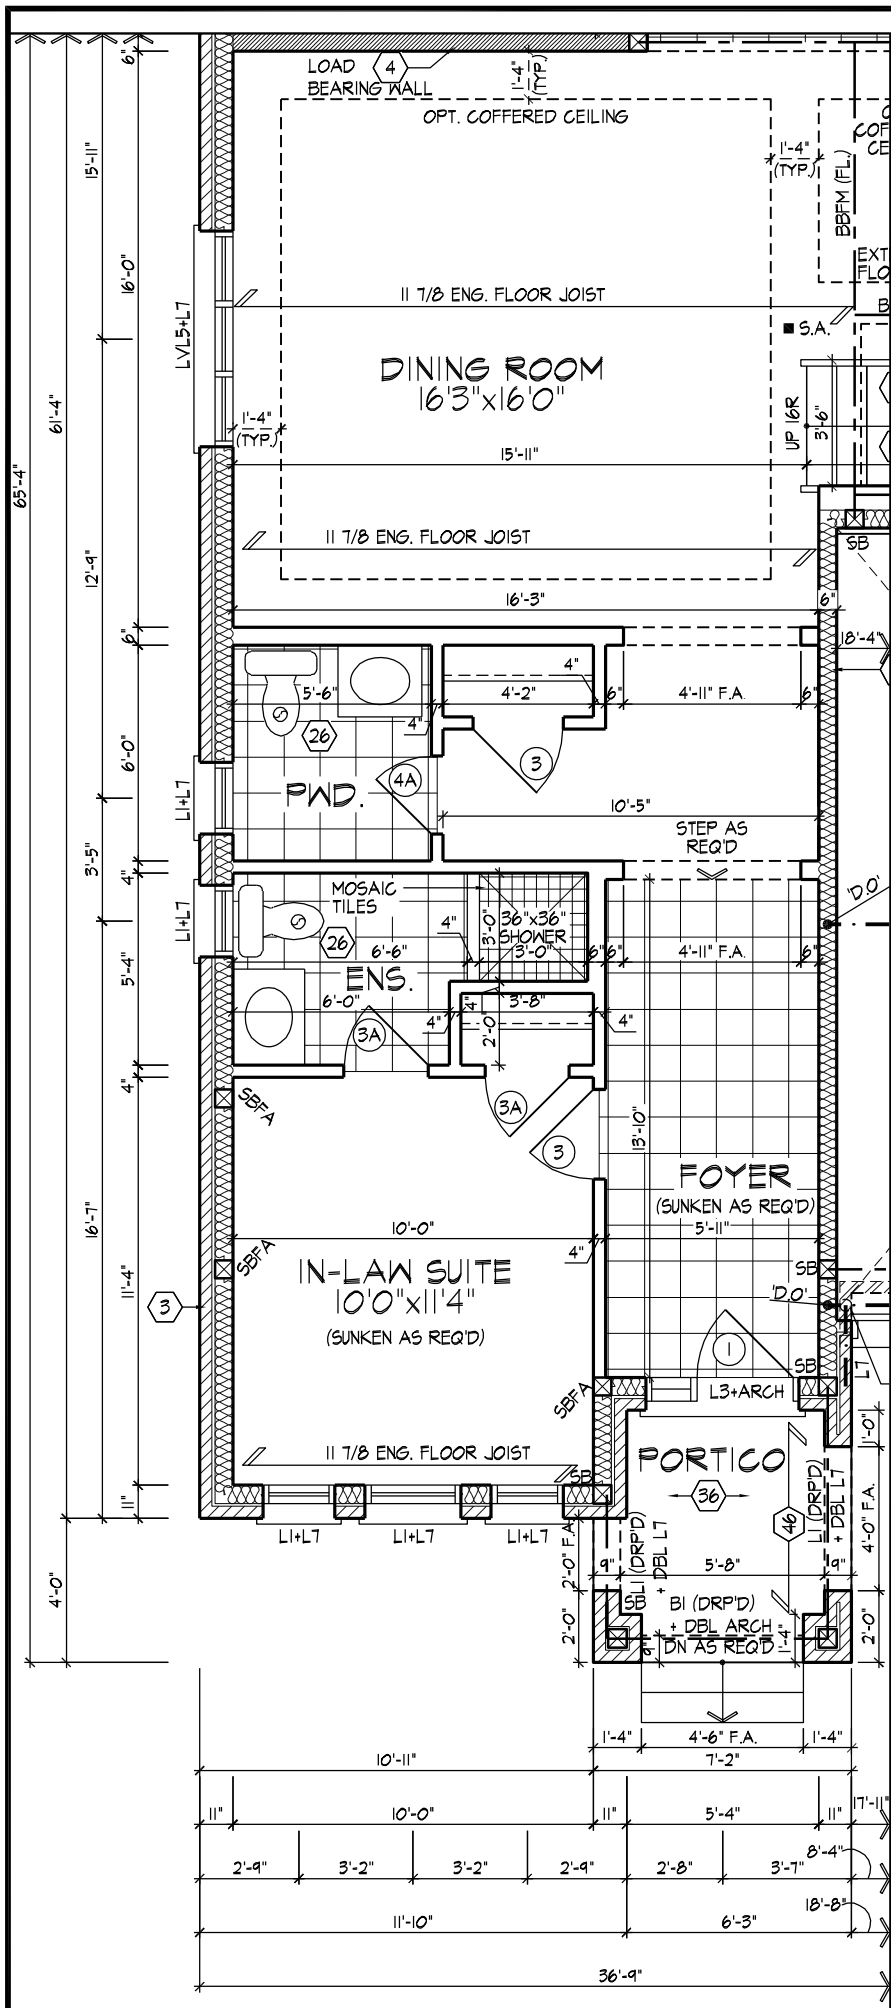 LOAD
BEARING WALL
4
1'-4"
(TYP.)
OPT. COFFERED CEILING
1'-4"
(TYP.)
BBFM (FL.)
6"
15'-11"
16'-0"
LVL5+L7
11 7/8 ENG. FLOOR JOIST
S.A.
DINING ROOM
16'3"x16'0"
1'-4"
(TYP.)
UP 16R
3'-6"
15'-11"
61'-4"
65'-4"
11 7/8 ENG. FLOOR JOIST
SB
12'-9"
16'-3"
6"
6"
18'-4"
5'-6"
4'-2"
4"
6"
4'-11" F.A.
6"
4"
26
3
6'-0"
L1+L7
PWD.
4A
10'-5"
STEP AS
REQ'D
3'-5"
4"
MOSAIC
TILES
'D.O'
L1+L7
26
4"
3'-0"
36"x36"
SHOWER
3'-0"
6'-6"
6"
6"
4'-11" F.A.
6"
5'-4"
ENS.
6'-0"
4"
3'-8"
3A
4"
2'-0"
4"
4"
SBFA
3A
13'-10"
3
FOYER
(SUNKEN AS REQ'D)
16'-7"
10'-0"
5'-11"
4"
SBFA
11'-4"
IN-LAW SUITE
10'0"x11'4"
(SUNKEN AS REQ'D)
3
SB
'D.O'
1
SB
L7
SBFA
L3+ARCH
1'-0"
11 7/8 ENG. FLOOR JOIST
PORTICO
SB
36
46
L1 (DRP'D)
+ DBL L7
11"
L1+L7
L1+L7
L1+L7
2'-0" F.A.
L1 (DRP'D)
+ DBL L7
4'-0" F.A.
9"
5'-8"
9"
4'-0"
SB
B1 (DRP'D)
+ DBL ARCH
DN AS REQ'D
2'-0"
9"
1'-4"
2'-0"
1'-4"
4'-6" F.A.
1'-4"
10'-11"
7'-2"
11"
10'-0"
11"
5'-4"
11"
17'-11"
2'-9"
3'-2"
3'-2"
2'-9"
2'-8"
3'-7"
8'-4"
11'-10"
6'-3"
18'-8"
36'-9"